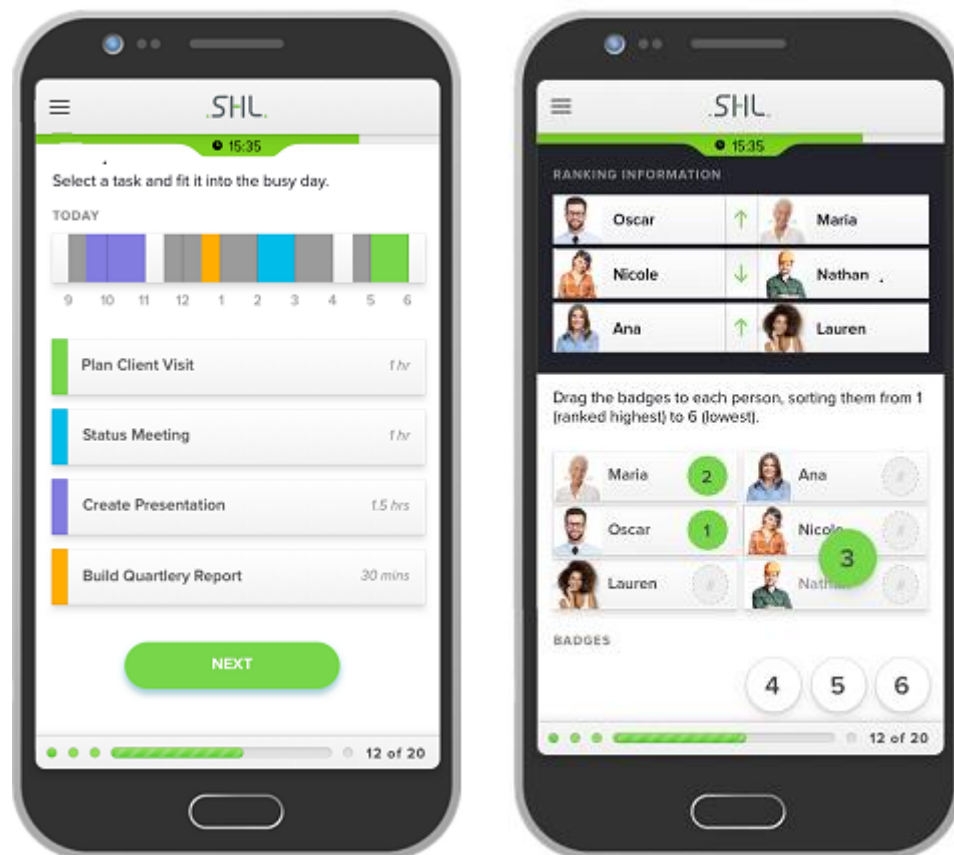 .SHL.
15:35
Select a task and fit it into the busy day.
TODAY
9 10 11 12 1 2 3 4 5 6
Plan Client Visit 1 hr
Status Meeting 1 hr
Create Presentation 1.5 hrs
Build Quartlery Report 30 mins
NEXT
12 of 20
.SHL.
15:35
RANKING INFORMATION
Oscar ↑ Maria
Nicole ↓ Nathan
Ana ↑ Lauren
Drag the badges to each person, sorting them from 1
(ranked highest) to 6 (lowest).
Maria 2 Ana #
Oscar 1 Nicole #
3
Lauren # Nathan #
BADGES
4 5 6
12 of 20